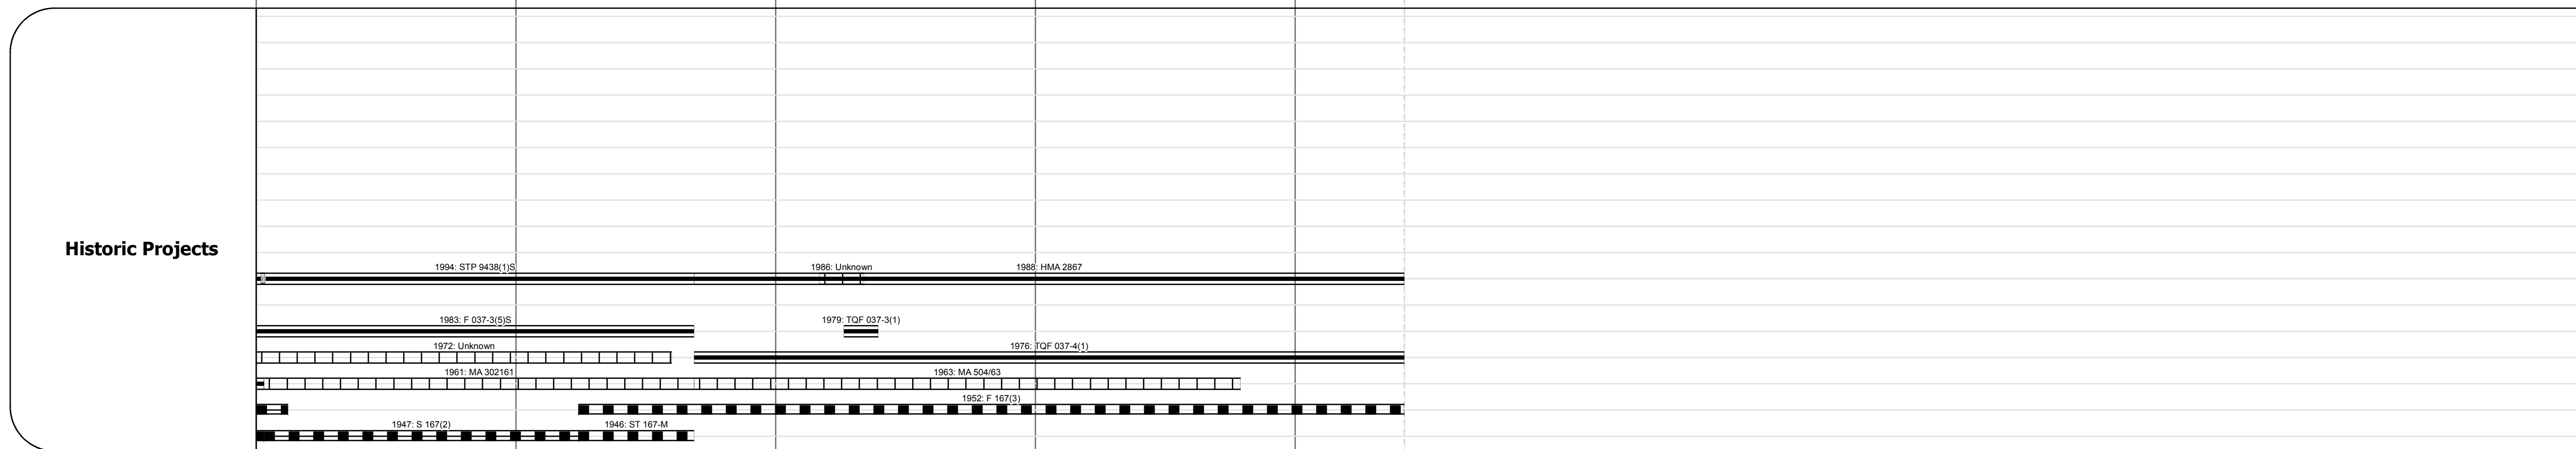 Historic Projects
1994: STP 9438(1)S
1986: Unknown
1988: HMA 2867
1983: F 037-3(5)S
1979: TQF 037-3(1)
1972: Unknown
1976: TQF 037-4(1)
1961: MA 302161
1963: MA 504/63
1952: F 167(3)
1947: S 167(2)
1946: ST 167-M